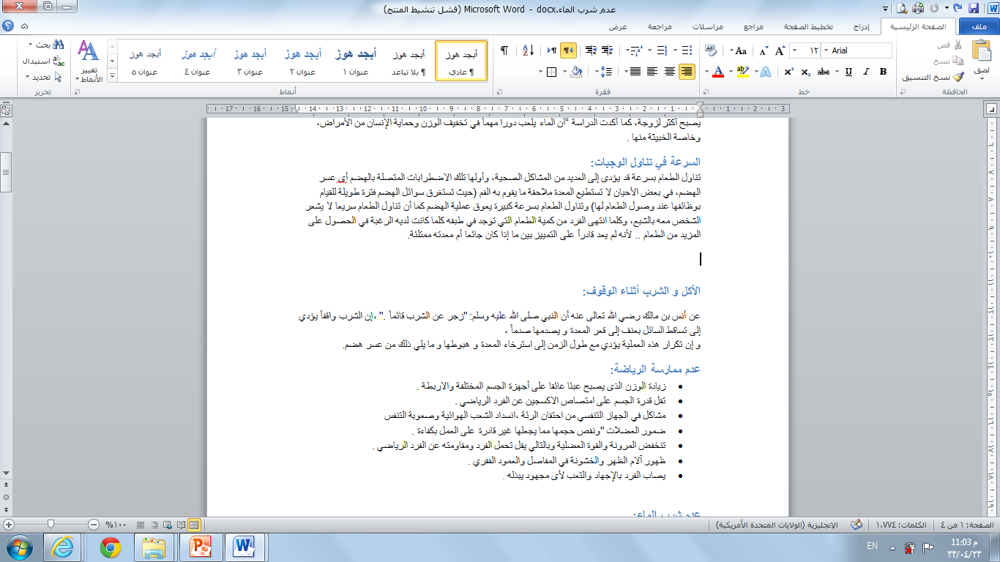 عدم شرب الماء.docx - Microsoft Word (فشل تنشيط المنتج)
ملف
الصفحة الرئيسية
إدراج
تخطيط الصفحة
مراجع
مراسلات
مراجعة
عرض
لصق
قص
نسخ
نسخ التنسيق
الحافظة
Arial
١٢
Aa
B I U abc x₂ x²
خط
فقرة
أبجد هوز
¶ عادي
أبجد هوز
¶ بلا تباعد
أبجد هوز
عنوان ١
أبجد هوز
عنوان ٢
أبجد هوز
عنوان ٣
أبجد هوز
عنوان ٤
أبجد هوز
عنوان ٥
تغيير الأنماط
أنماط
بحث
استبدال
تحديد
تحرير
يصبح أكثر لزوجة، كما أكدت الدراسة "أن الماء يلعب دورا مهما في تخفيف الوزن وحماية الإنسان من الأمراض،
وخاصة الخبيثة منها .
السرعة في تناول الوجبات:
تناول الطعام بسرعة قد يؤدى إلى العديد من المشاكل الصحية، وأولها تلك الاضطرابات المتصلة بالهضم أي عسر
الهضم، في بعض الأحيان لا تستطيع المعدة ملاحقة ما يقوم به الفم (حيث تستغرق سوائل الهضم فترة طويلة للقيام
بوظائفها عند وصول الطعام لها) وتناول الطعام بسرعة كبيرة يعوق عملية الهضم كما أن تناول الطعام سريعا لا يشعر
الشخص معه بالشبع، وكلما انتهى الفرد من كمية الطعام التى توجد في طبقه كلما كانت لديه الرغبة في الحصول على
المزيد من الطعام .. لأنه لم يعد قادراً على التمييز بين ما إذا كان جائعا أم معدته ممتلئة.
الأكل و الشرب أثناء الوقوف:
عن أنس بن مالك رضي الله تعالى عنه أن النبي صلى الله عليه وسلم: "زجر عن الشرب قائماً ." ،إن الشرب واقفاً يؤدي
إلى تساقط السائل بعنف إلى قعر المعدة و يصدمها صدماً ،
و إن تكرار هذه العملية يؤدي مع طول الزمن إلى استرخاء المعدة و هبوطها و ما يلي ذلك من عسر هضم.
عدم ممارسة الرياضة:
• زيادة الوزن الذى يصبح عبئا عائقا على أجهزة الجسم المختلفة والاربطة .
• تقل قدرة الجسم على امتصاص الاكسجين عن الفرد الرياضي .
• مشاكل في الجهاز التنفسي من احتقان الرئة ،انسداد الشعب الهوائية وصعوبة التنفس
• ضمور العضلات "ونقص حجمها مما يجعلها غير قادرة على العمل بكفاءة .
• تنخفض المرونة والقوة العضلية وبالتالي يقل تحمل الفرد ومقاومته عن الفرد الرياضي .
• ظهور آلام الظهر والخشونة في المفاصل والعمود الفقري .
• يصاب الفرد بالإجهاد والتعب لأى مجهود يبذله .
عدم شرب الماء:
الصفحة: ١ من ٤
الكلمات: ١،٧٧٤
الإنجليزية (الولايات المتحدة الأمريكية)
١٠٠%
EN
11:03 م
٣٣/٠٤/٢٣